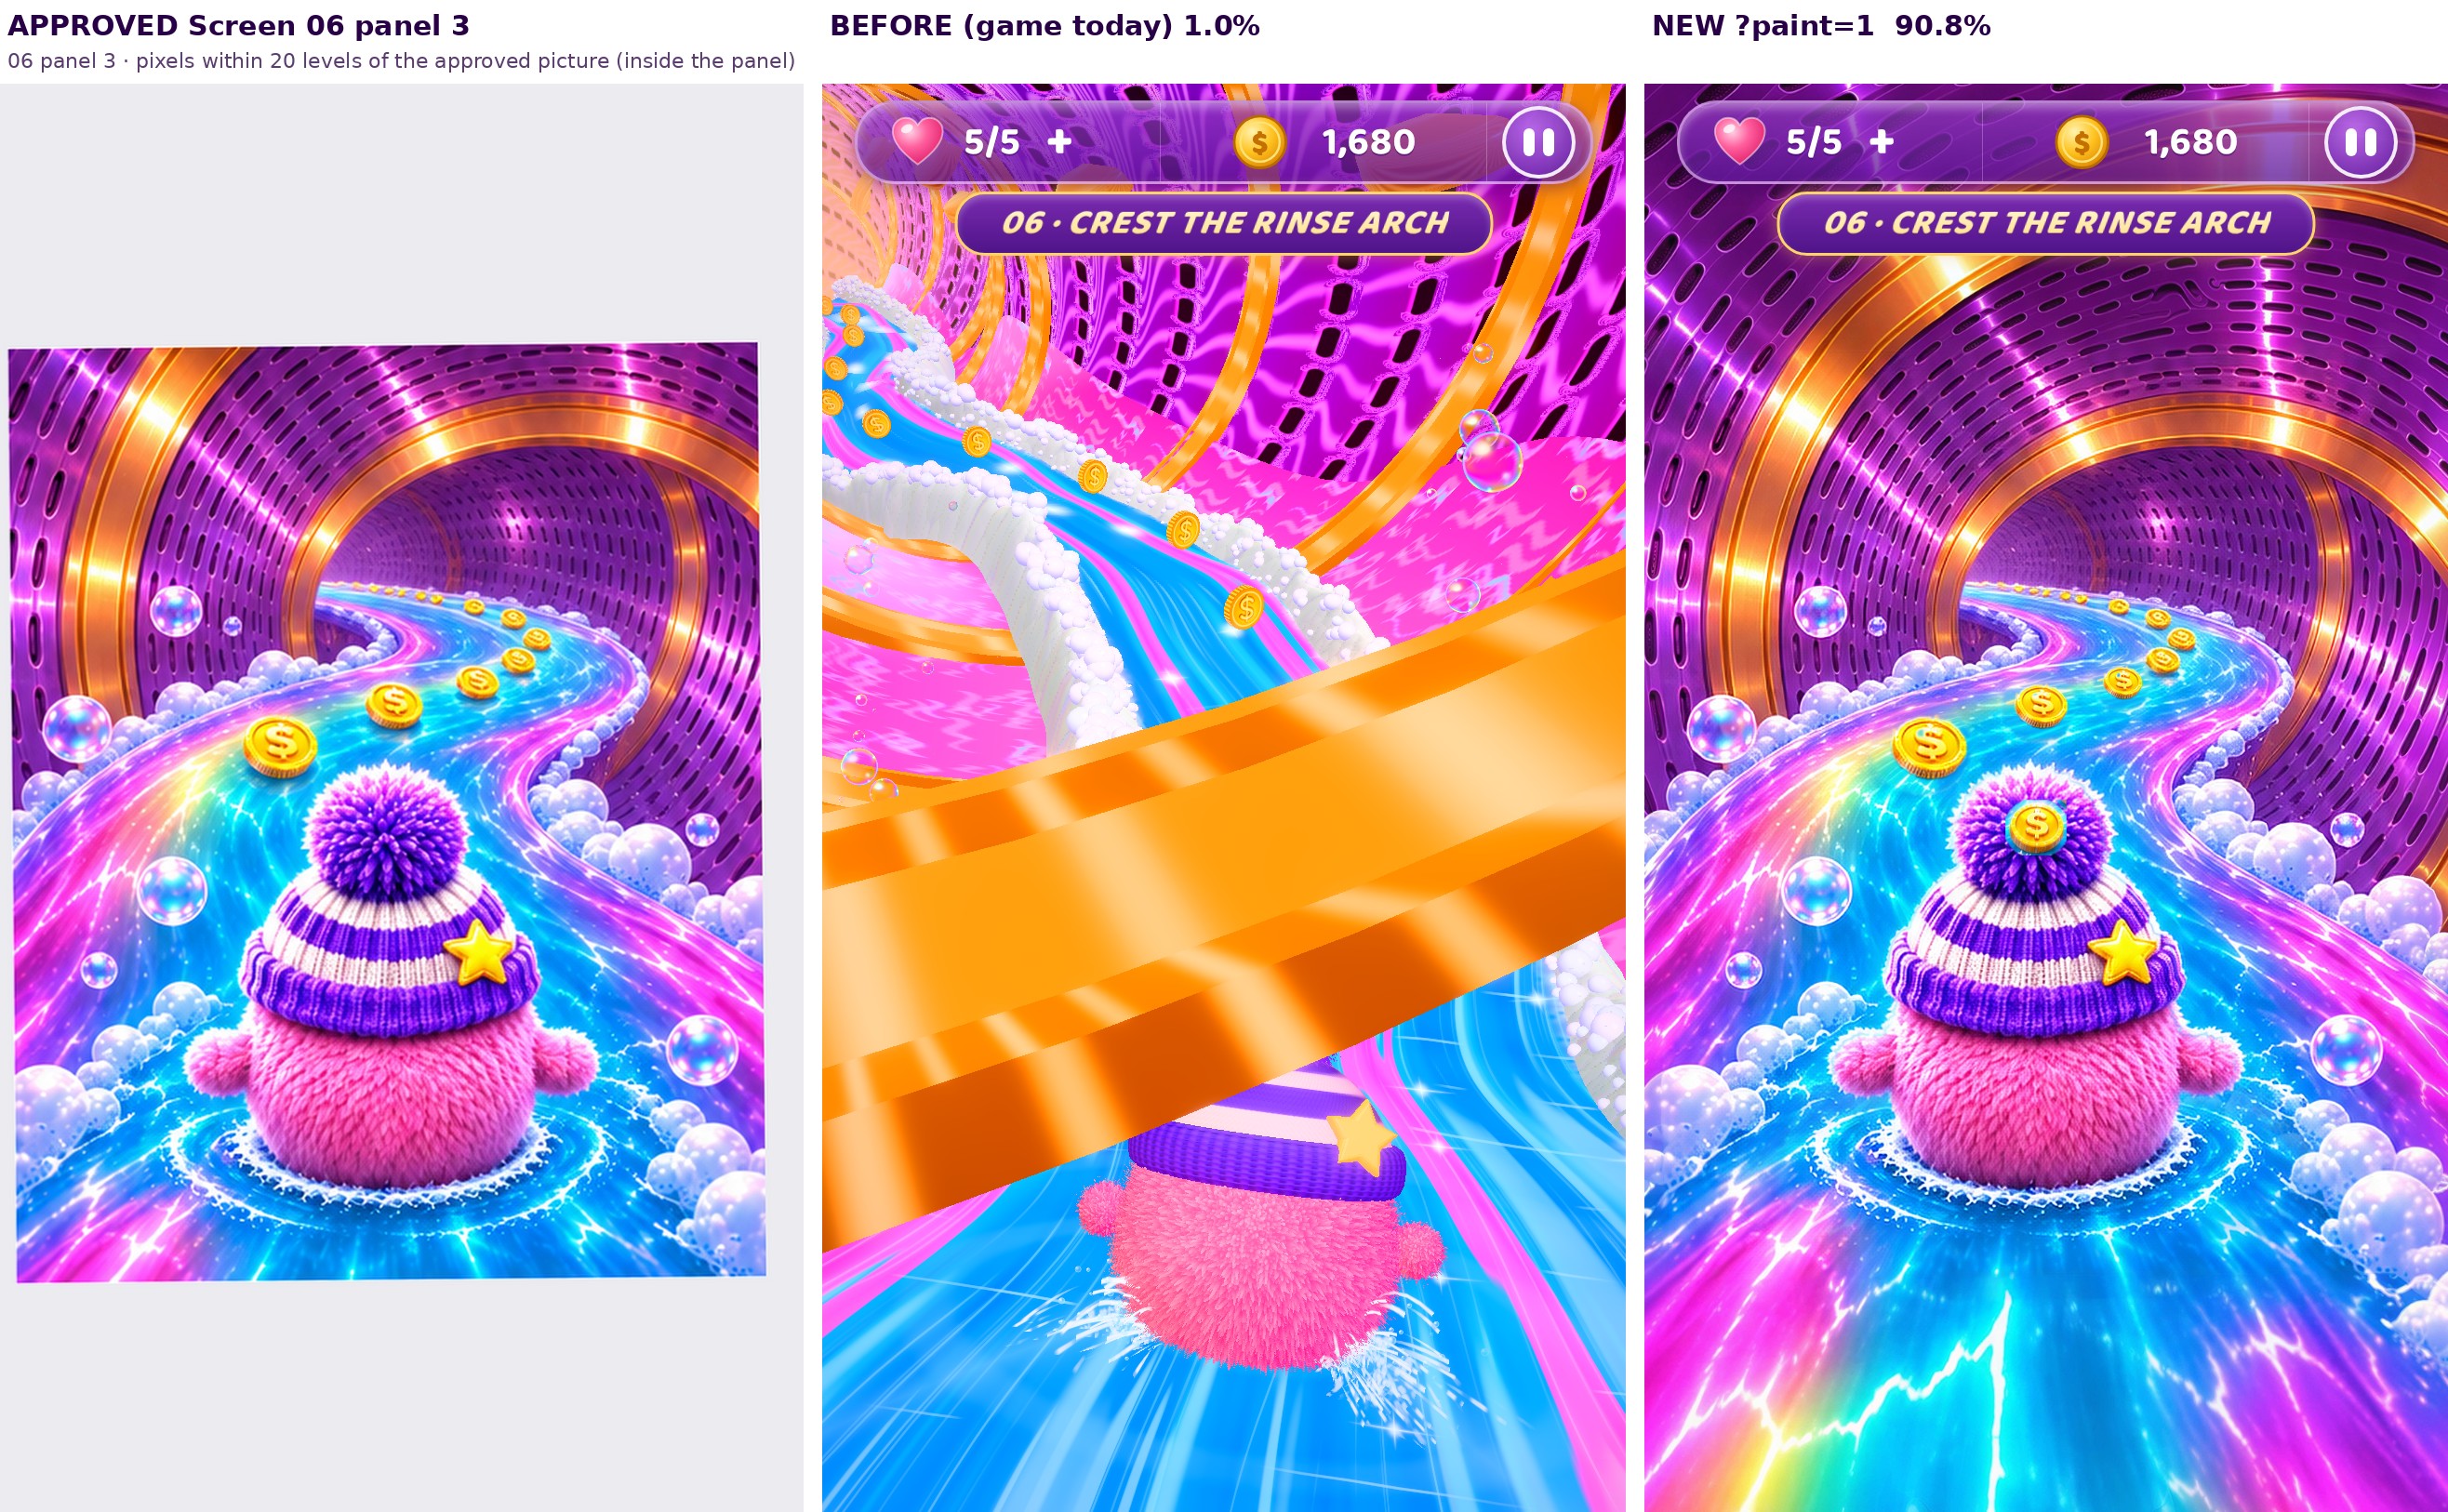 APPROVED Screen 06 panel 3
06 panel 3 · pixels within 20 levels of the approved picture (inside the panel)
BEFORE (game today) 1.0%
5/5 + $ 1,680
06 · CREST THE RINSE ARCH
NEW ?paint=1 90.8%
5/5 + $ 1,680
06 · CREST THE RINSE ARCH